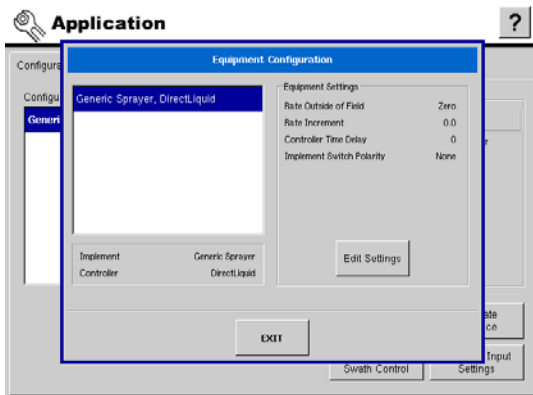 Application
?
Equipment Configuration
Configura
Configu
Generi
Generic Sprayer, DirectLiquid
Equipment Settings
Rate Outside of Field Zero
Rate Increment 0.0
Controller Time Delay 0
Implement Switch Polarity None
r
Implement Generic Sprayer
Controller DirectLiquid
Edit Settings
EXIT
ate
ce
Swath Control
Input
Settings